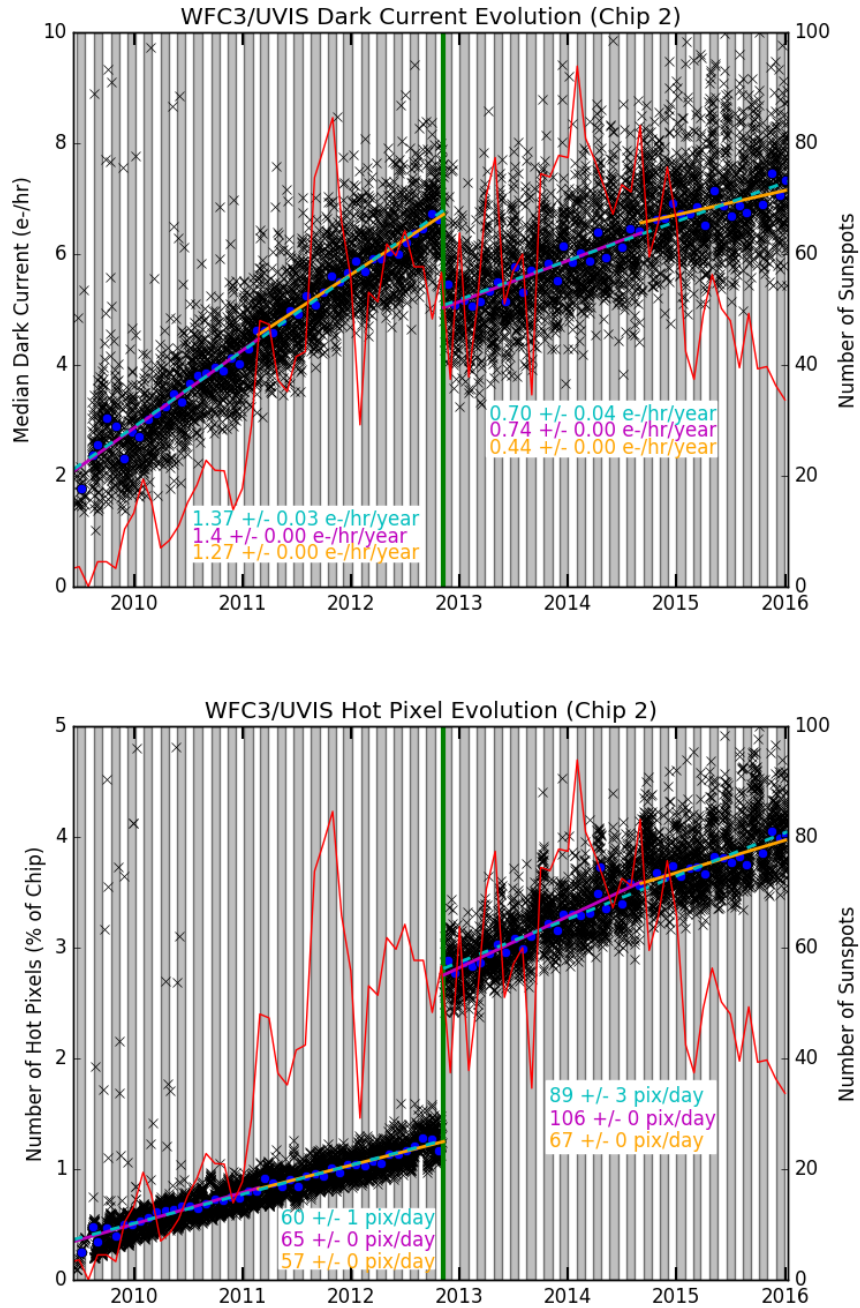 WFC3/UVIS Dark Current Evolution (Chip 2)
10
8
6
4
2
0
Median Dark Current (e-/hr)
100
80
60
40
20
0
Number of Sunspots
0.70 +/- 0.04 e-/hr/year
0.74 +/- 0.00 e-/hr/year
0.44 +/- 0.00 e-/hr/year
1.37 +/- 0.03 e-/hr/year
1.4 +/- 0.00 e-/hr/year
1.27 +/- 0.00 e-/hr/year
2010 2011 2012 2013 2014 2015 2016
WFC3/UVIS Hot Pixel Evolution (Chip 2)
5
4
3
2
1
0
Number of Hot Pixels (% of Chip)
100
80
60
40
20
0
Number of Sunspots
89 +/- 3 pix/day
106 +/- 0 pix/day
67 +/- 0 pix/day
60 +/- 1 pix/day
65 +/- 0 pix/day
57 +/- 0 pix/day
2010 2011 2012 2013 2014 2015 2016